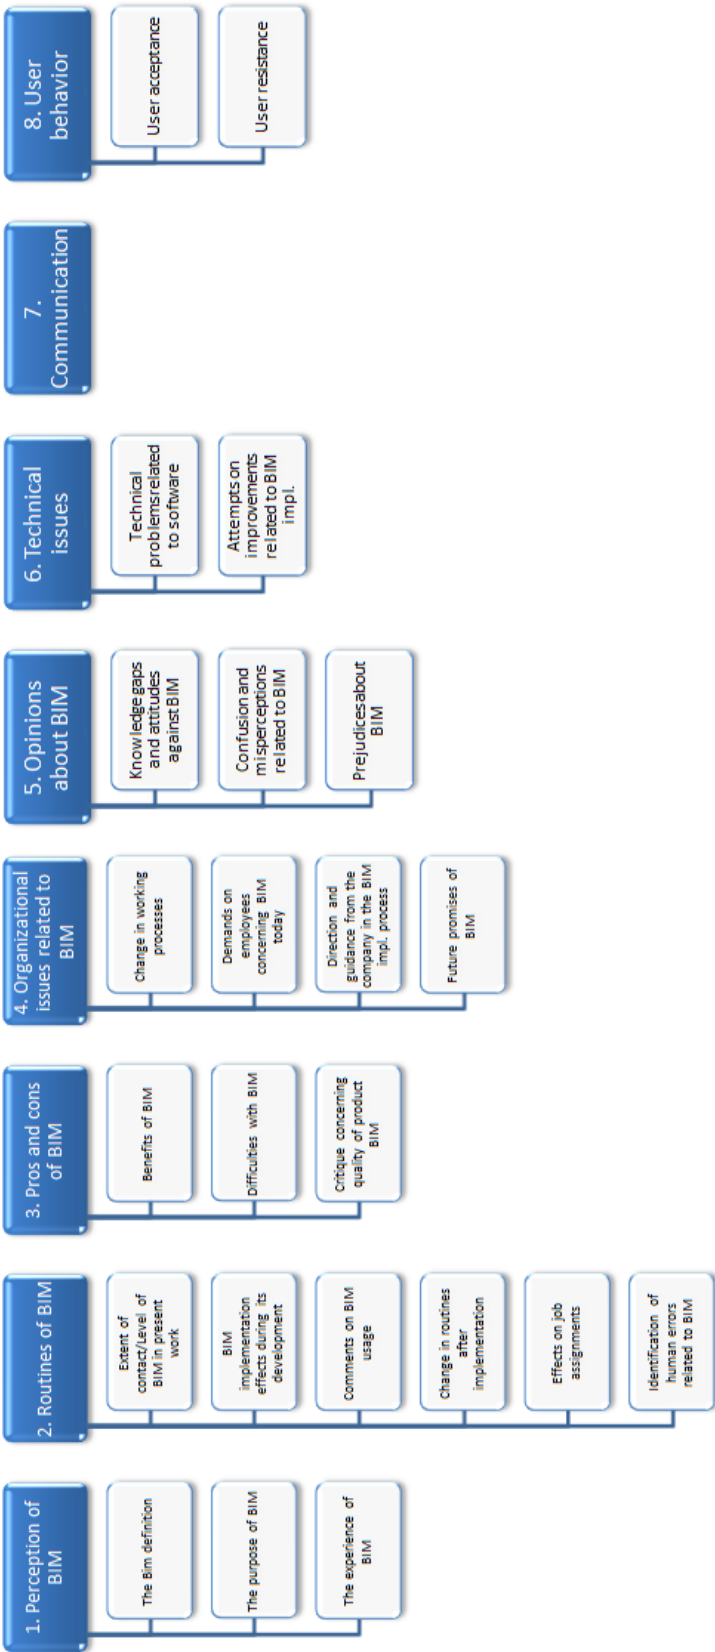 1. Perception of
BIM
The Bim definition
The purpose of BIM
The experience of
BIM
2. Routines of BIM
Extent of
contact/Level of
BIM in present
work
BIM
implementation
effects during its
development
Comments on BIM
usage
Change in routines
after
implementation
Effects on job
assignments
Identification of
human errors
related to BIM
3. Pros and cons
of BIM
Benefits of BIM
Difficulties with BIM
Critique concerning
quality of product
BIM
4. Organizational
issues related to
BIM
Change in working
processes
Demands on
employees
concerning BIM
today
Direction and
guidance from the
company in the BIM
impl. process
Future promises of
BIM
5. Opinions
about BIM
Knowledge gaps
and attitudes
against BIM
Confusion and
misperceptions
related to BIM
Prejudices about
BIM
6. Technical
issues
Technical
problems related
to software
Attempts on
improvements
related to BIM
impl.
7.
Communication
8. User
behavior
User acceptance
User resistance